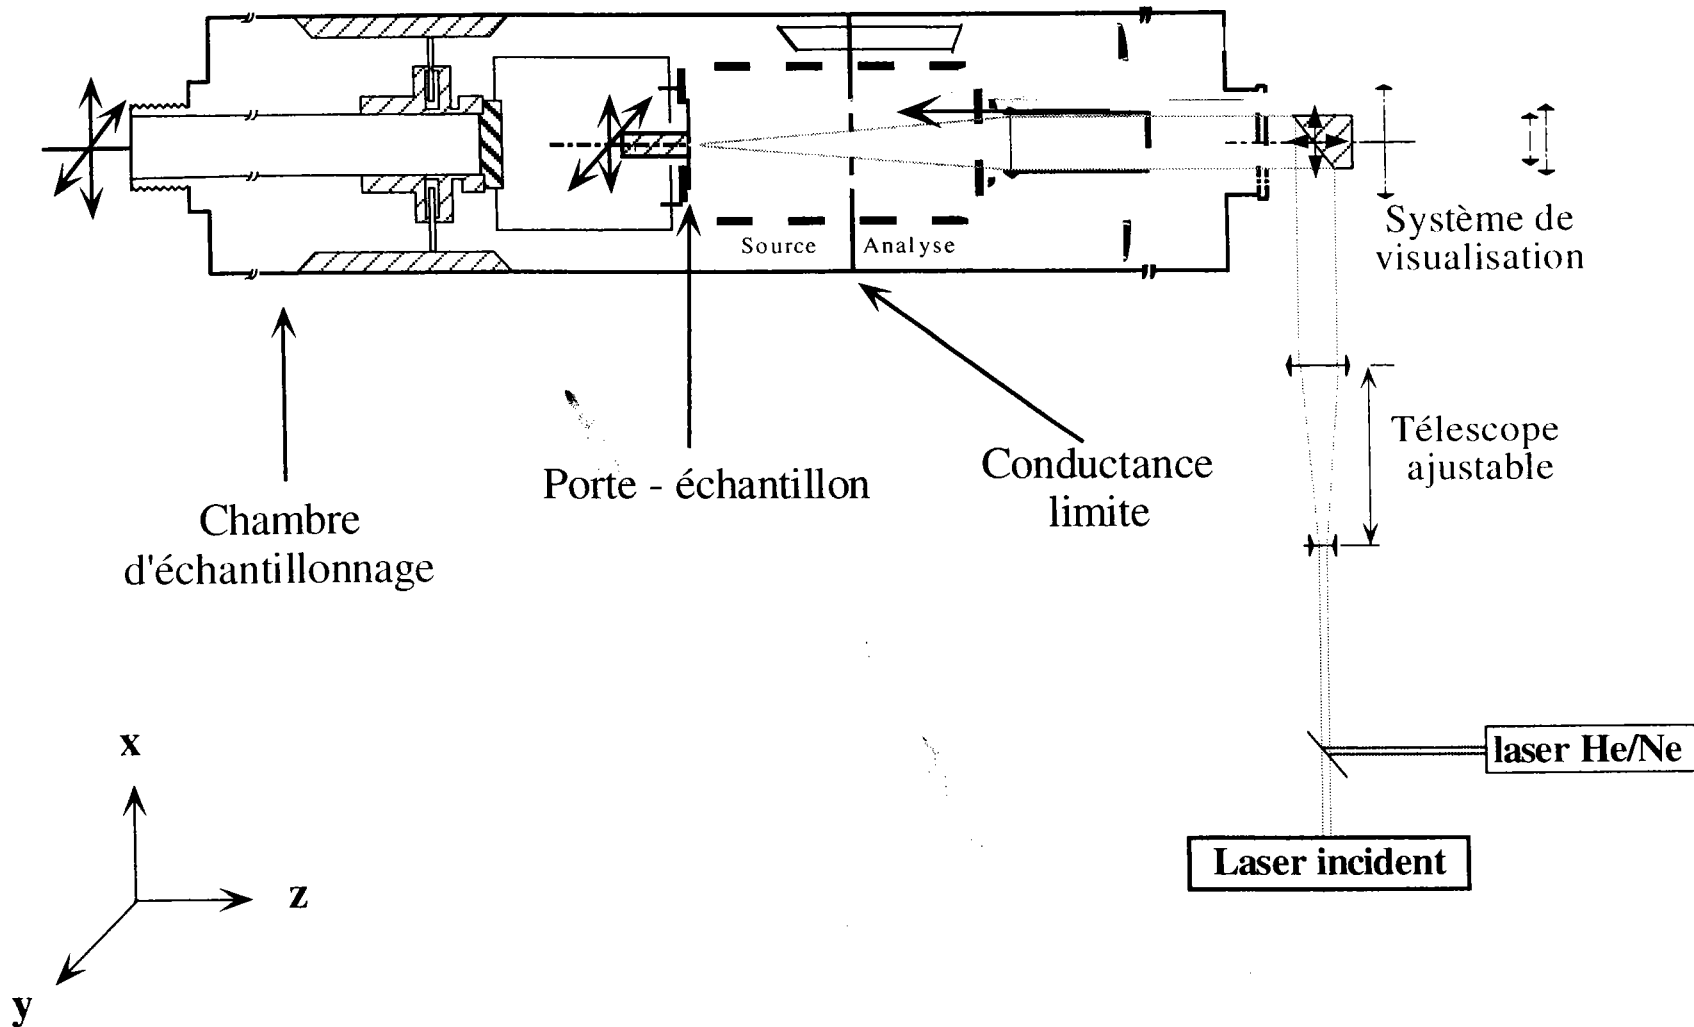 Source
Analyse
Système de
visualisation
Télescope
ajustable
Conductance
limite
Porte - échantillon
Chambre
d'échantillonnage
x
z
y
laser He/Ne
Laser incident